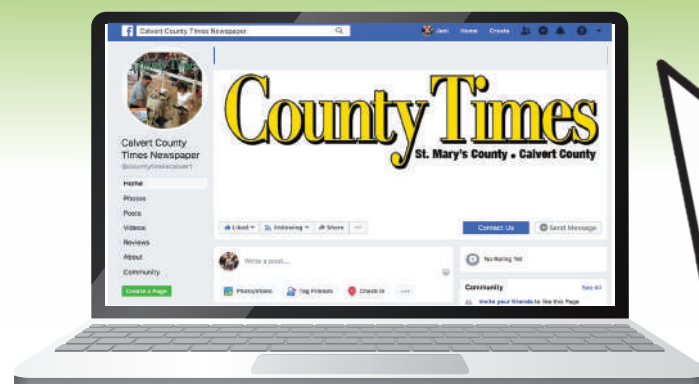 Calvert County Times Newspaper
Jani Home Create
County Times
St. Mary's County • Calvert County
Calvert County
Times Newspaper
@countytimescalvert
Home
Photos
Posts
Videos
Reviews
About
Community
Create a Page
Liked Following Share ...
Contact Us Send Message
Write a post...
Photo/Video Tag Friends Check in ...
No Rating Yet
Community See All
Invite your friends to like this Page